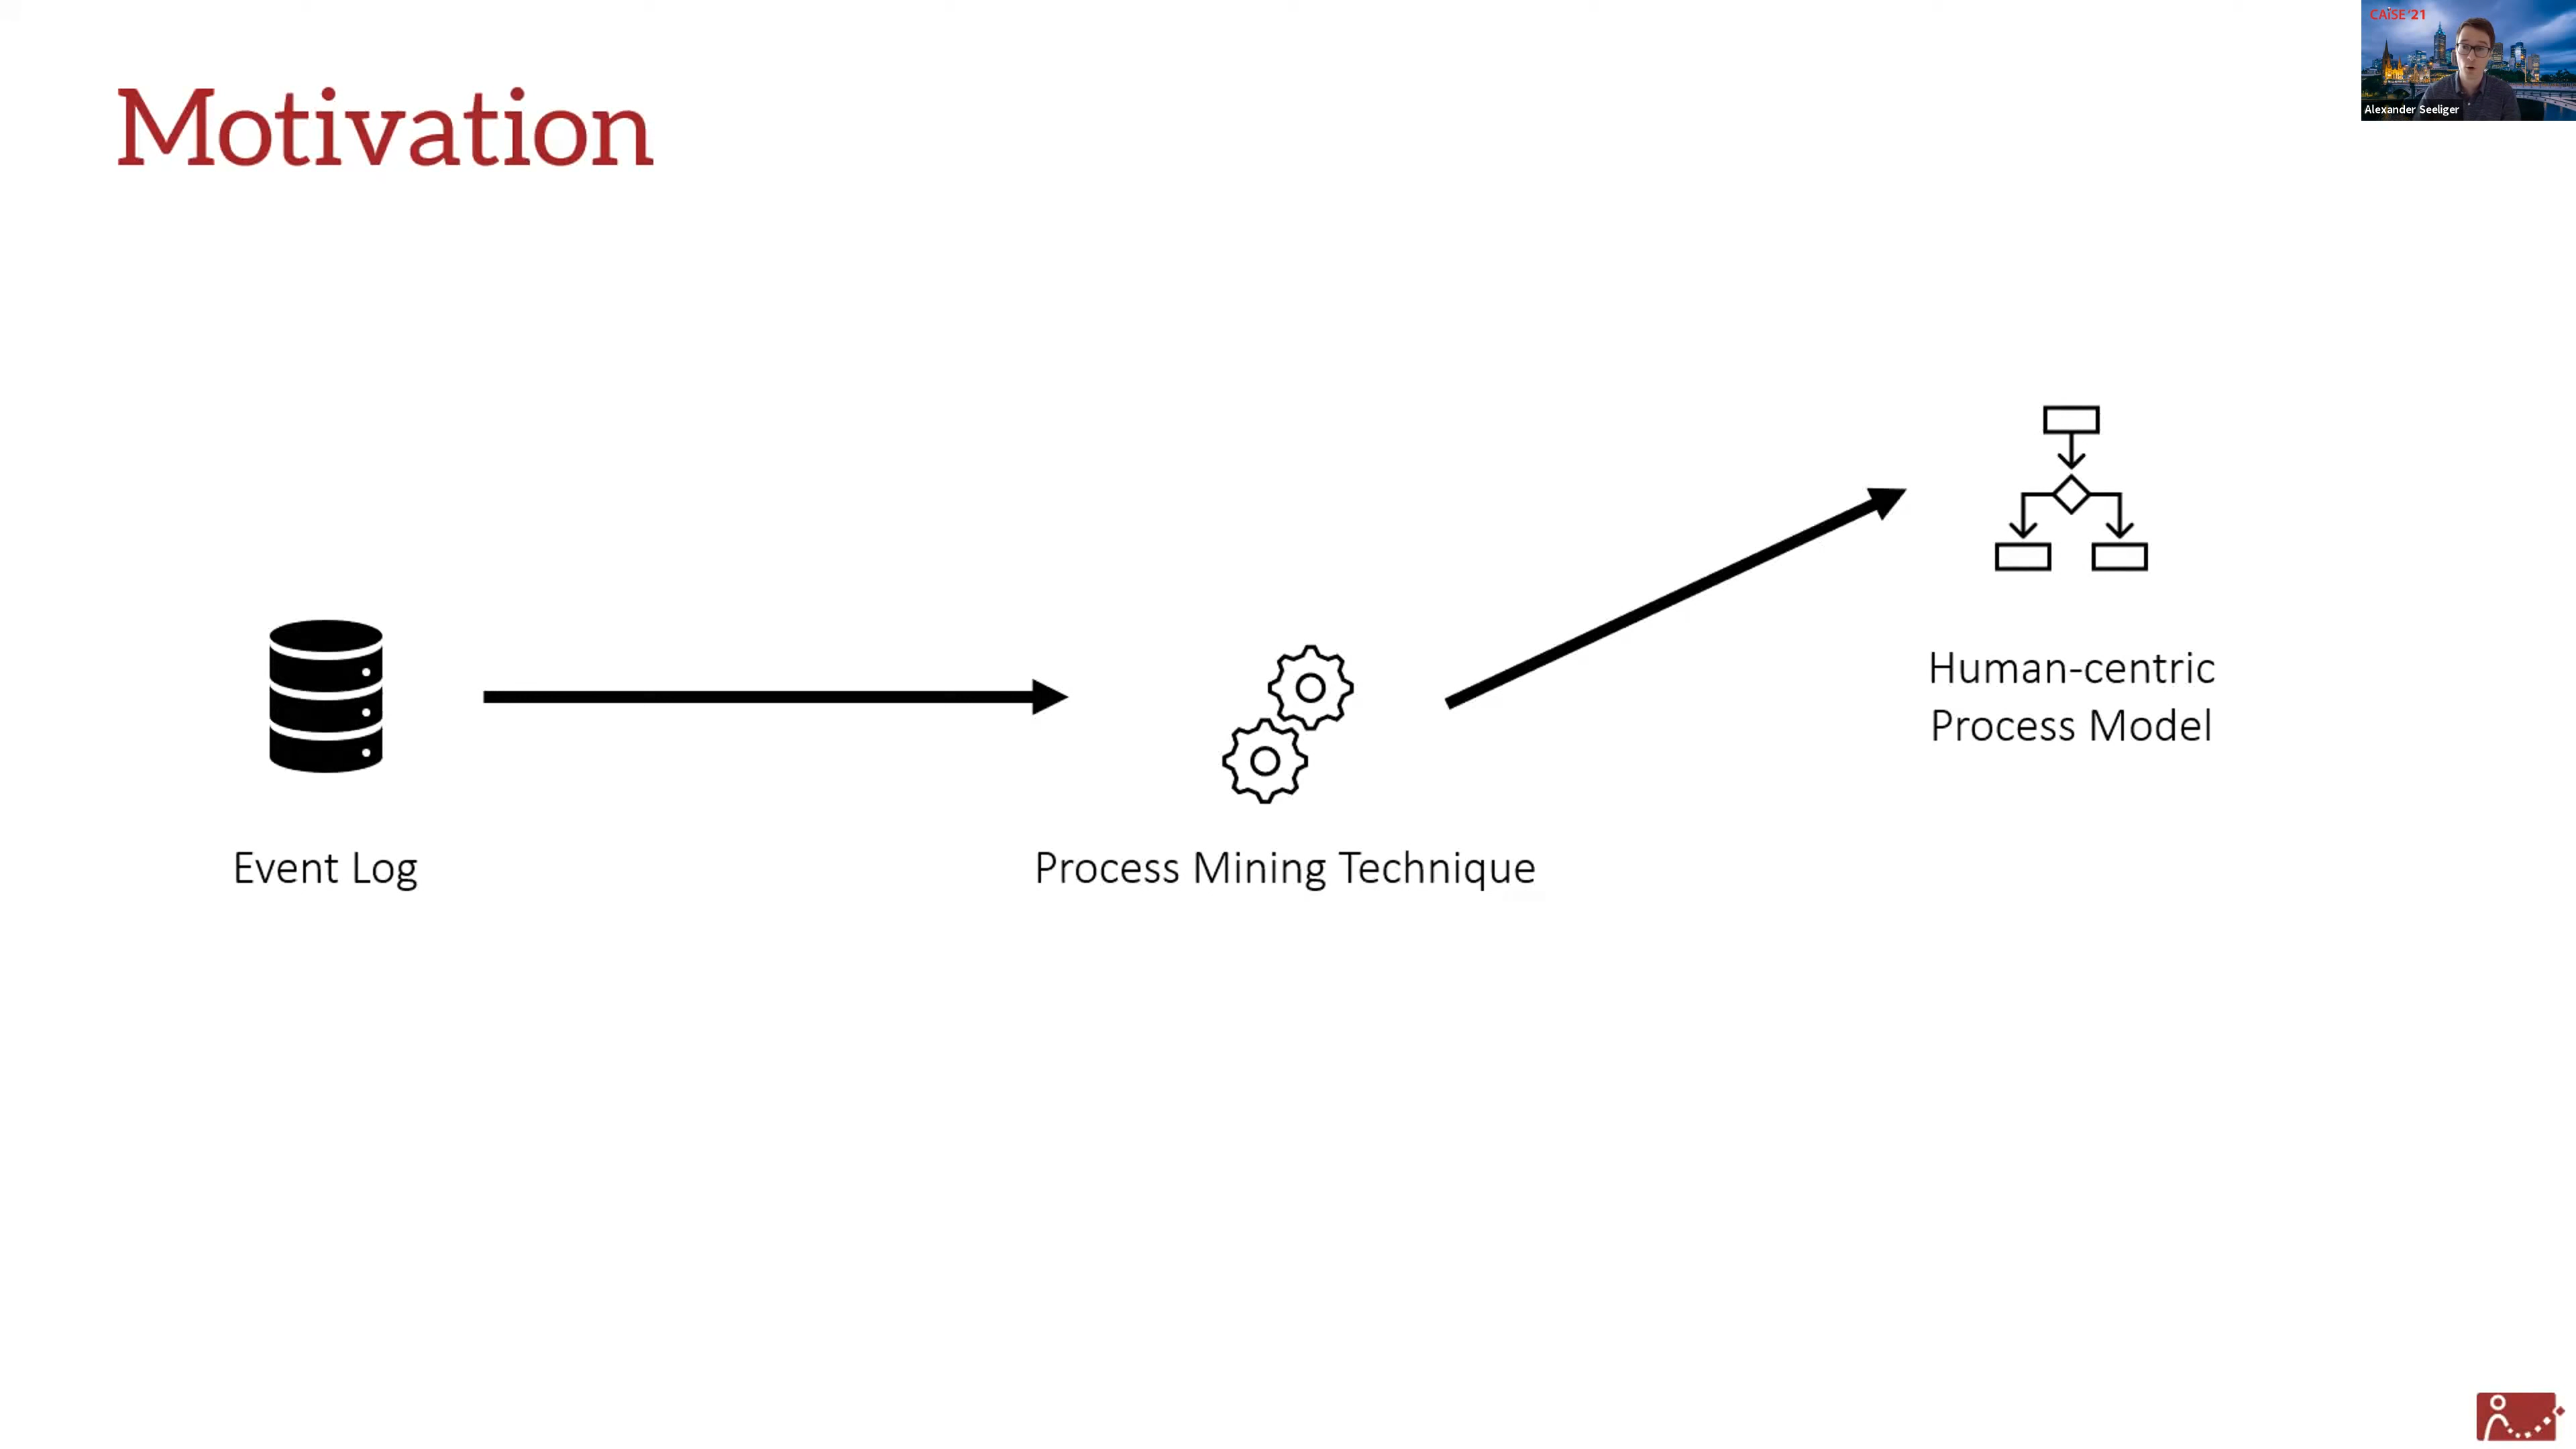 Motivation
CAiSE '21
Alexander Seeliger
Human-centric
Process Model
Event Log
Process Mining Technique